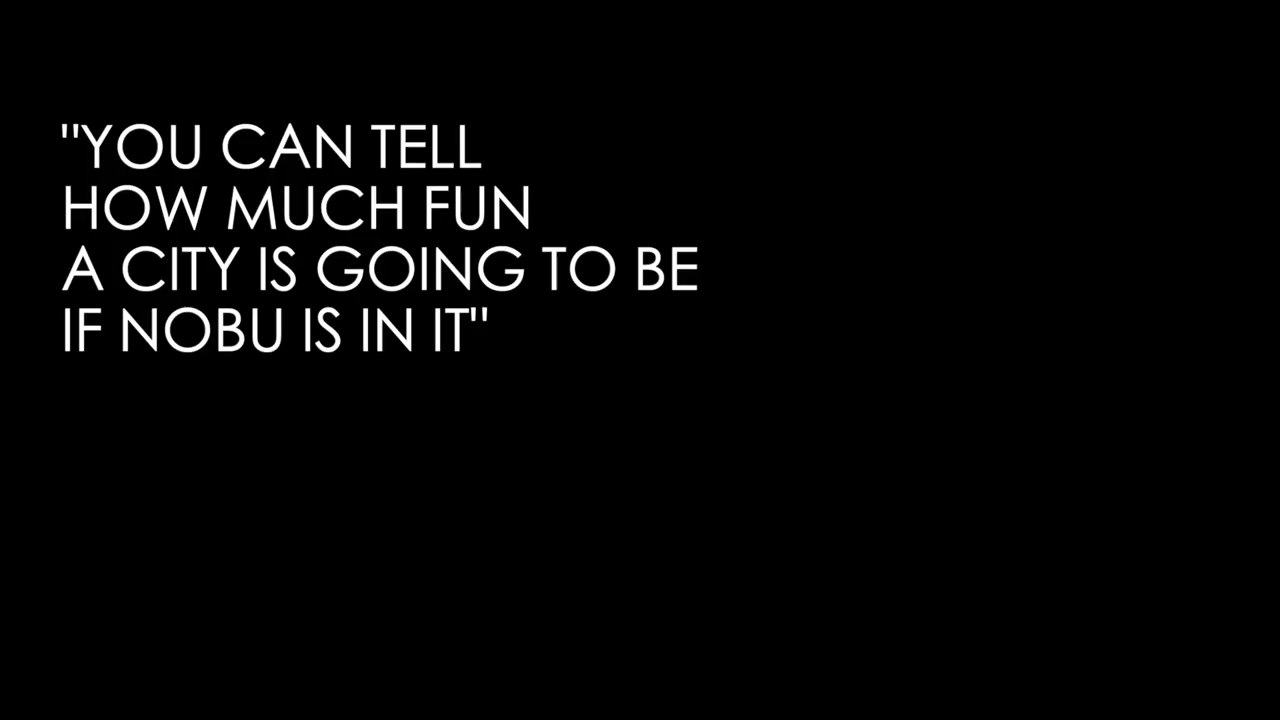 "YOU CAN TELL
HOW MUCH FUN
A CITY IS GOING TO BE
IF NOBU IS IN IT"